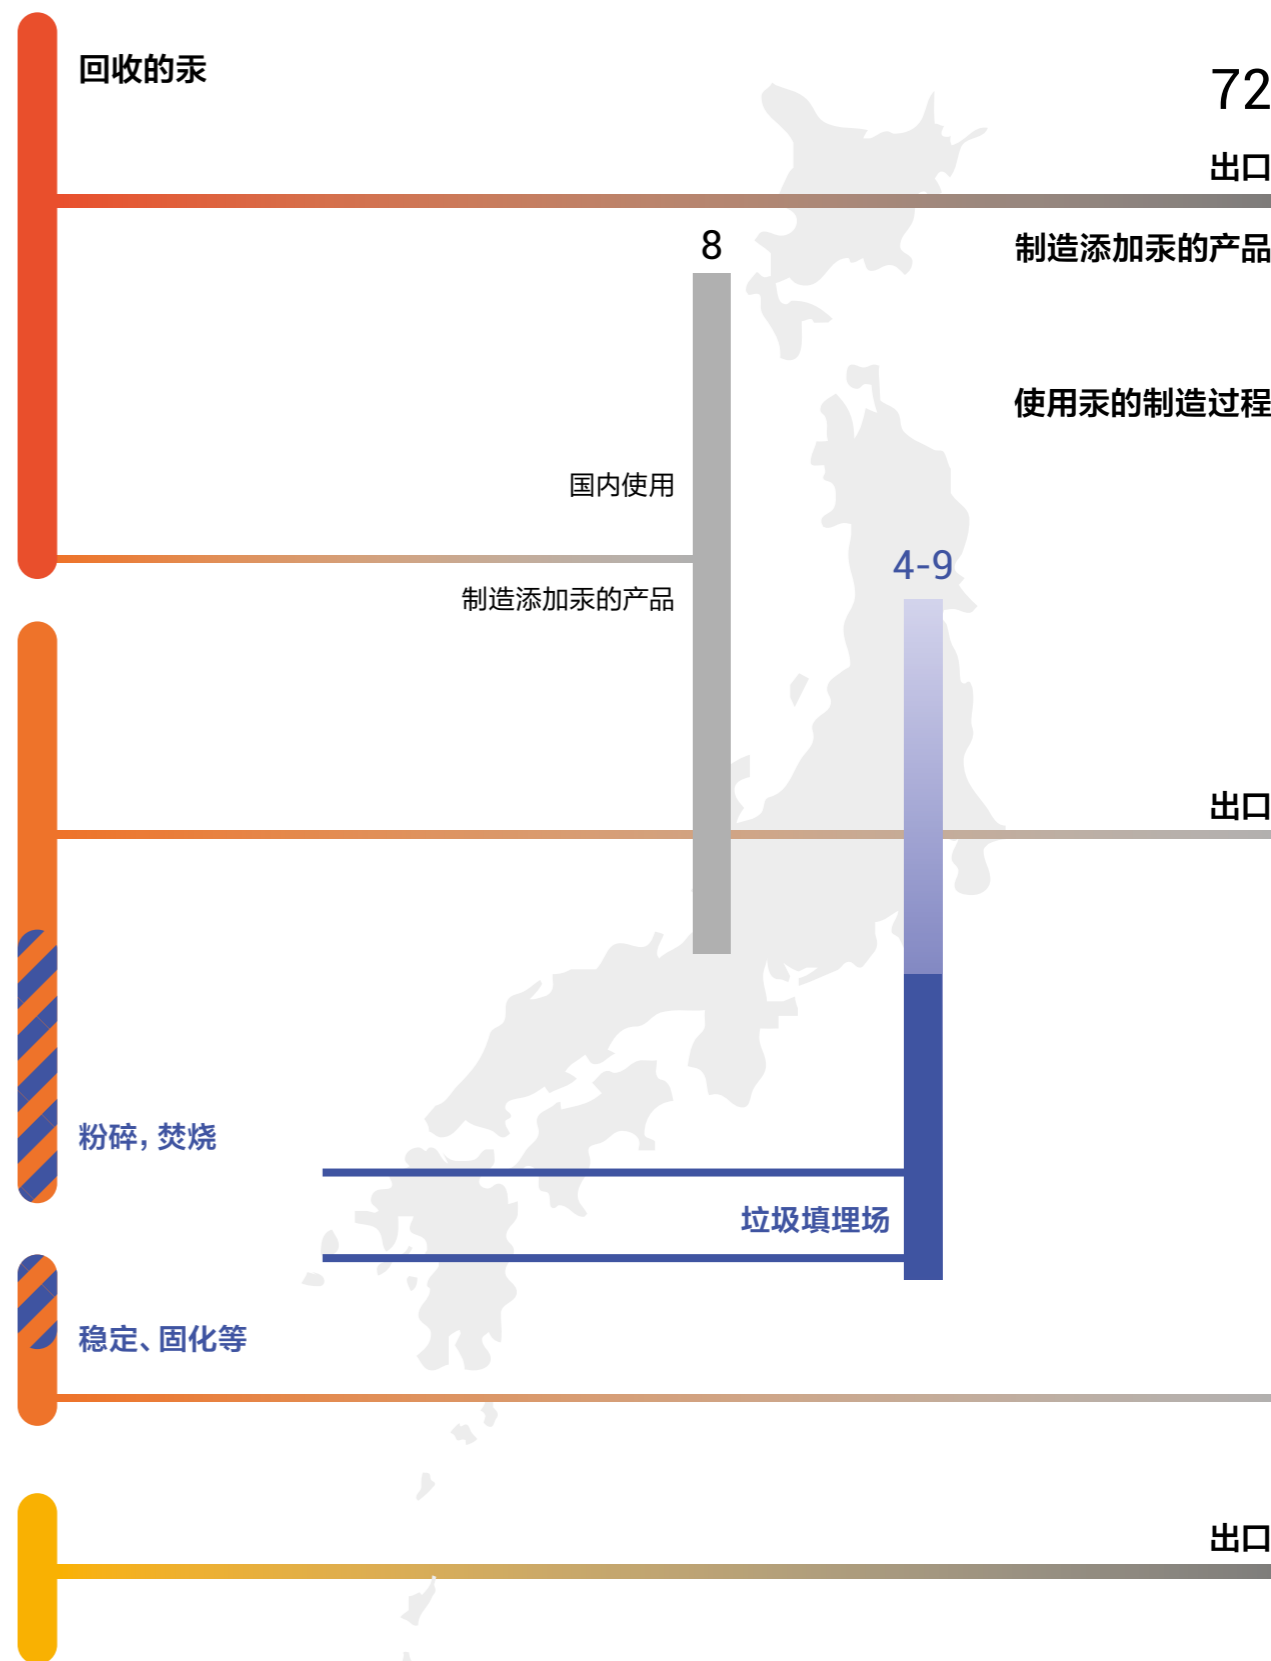 回收的汞
72
出口
8
制造添加汞的产品
使用汞的制造过程
国内使用
4-9
制造添加汞的产品
出口
粉碎，焚烧
垃圾填埋场
稳定、固化等
出口